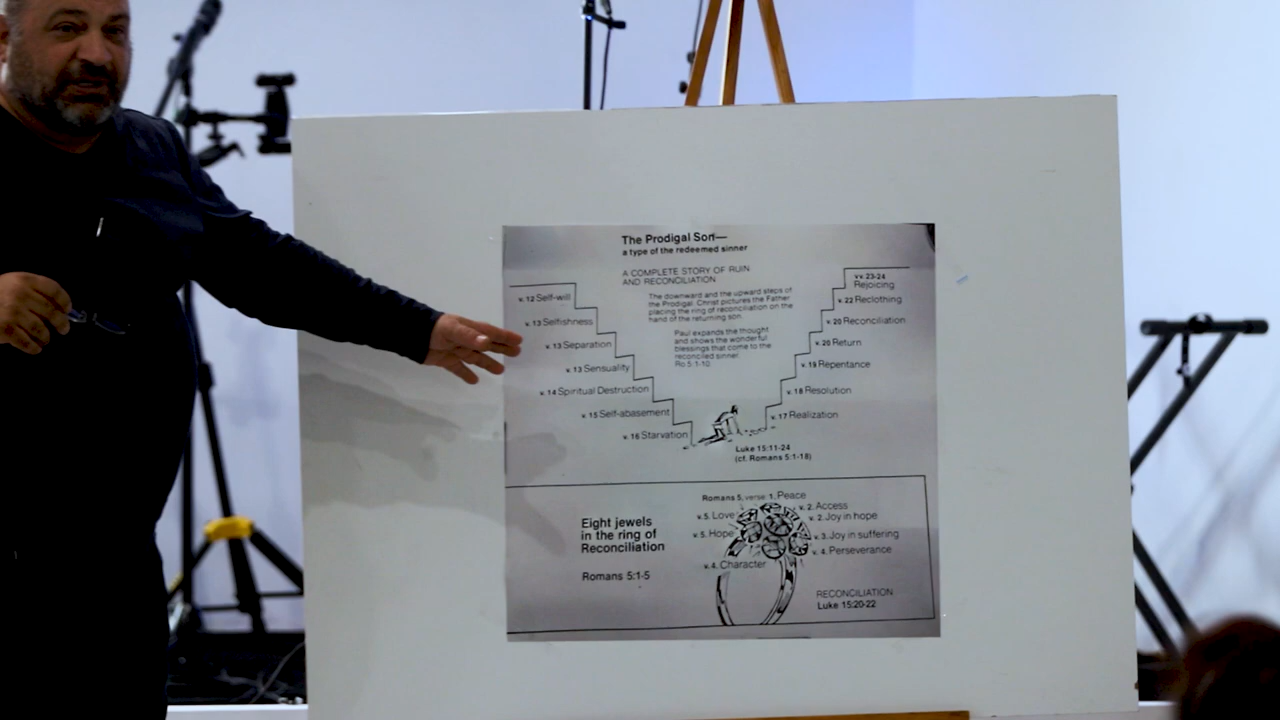 The Prodigal Son—
a type of the redeemed sinner
A COMPLETE STORY OF RUIN
AND RECONCILIATION
The downward and the upward steps of
the Prodigal. Christ pictures the Father
placing the ring of reconciliation on the
hand of the returning son.
Paul expands the thought
and shows the wonderful
blessings that come to the
reconciled sinner.
Ro 5:1-10.
v. 12 Self-will
v. 13 Selfishness
v. 13 Separation
v. 13 Sensuality
v. 14 Spiritual Destruction
v. 15 Self-abasement
v. 16 Starvation
vv. 23-24
Rejoicing
v. 22 Reclothing
v. 20 Reconciliation
v. 20 Return
v. 19 Repentance
v. 18 Resolution
v. 17 Realization
Luke 15:11-24
(cf. Romans 5:1-18)
Eight jewels
in the ring of
Reconciliation
Romans 5:1-5
Romans 5, verse 1. Peace
v. 2. Access
v. 2. Joy in hope
v. 3. Joy in suffering
v. 4. Perseverance
v. 4. Character
v. 5. Hope
v. 5. Love
RECONCILIATION
Luke 15:20-22